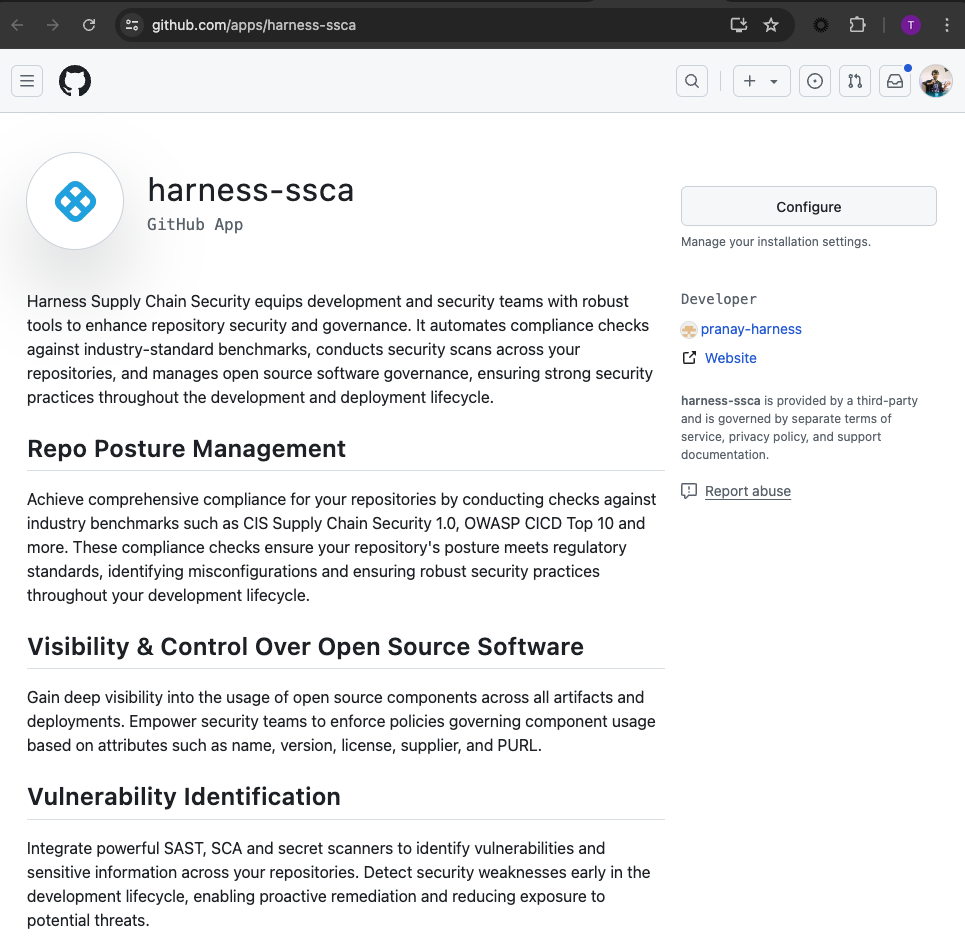 github.com/apps/harness-ssca
T
harness-ssca
GitHub App
Configure
Manage your installation settings.
Developer
pranay-harness
Website
harness-ssca is provided by a third-party
and is governed by separate terms of
service, privacy policy, and support
documentation.
Report abuse
Harness Supply Chain Security equips development and security teams with robust
tools to enhance repository security and governance. It automates compliance checks
against industry-standard benchmarks, conducts security scans across your
repositories, and manages open source software governance, ensuring strong security
practices throughout the development and deployment lifecycle.
Repo Posture Management
Achieve comprehensive compliance for your repositories by conducting checks against
industry benchmarks such as CIS Supply Chain Security 1.0, OWASP CICD Top 10 and
more. These compliance checks ensure your repository's posture meets regulatory
standards, identifying misconfigurations and ensuring robust security practices
throughout your development lifecycle.
Visibility & Control Over Open Source Software
Gain deep visibility into the usage of open source components across all artifacts and
deployments. Empower security teams to enforce policies governing component usage
based on attributes such as name, version, license, supplier, and PURL.
Vulnerability Identification
Integrate powerful SAST, SCA and secret scanners to identify vulnerabilities and
sensitive information across your repositories. Detect security weaknesses early in the
development lifecycle, enabling proactive remediation and reducing exposure to
potential threats.